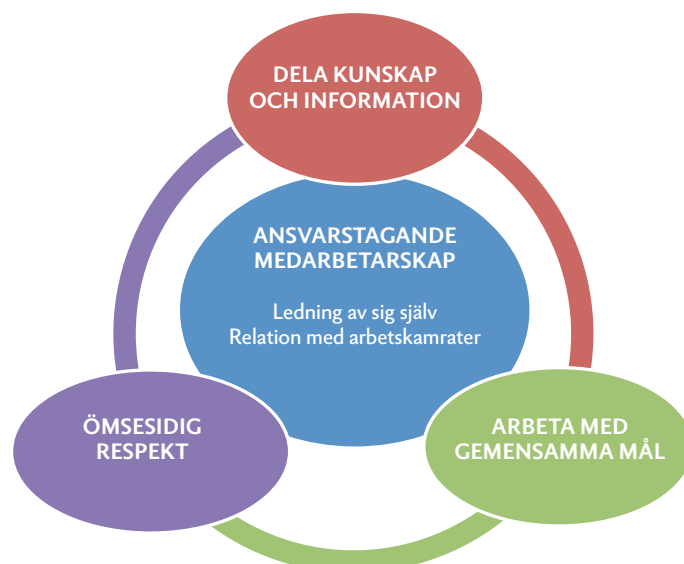 DELA KUNSKAP
OCH INFORMATION
ANSVARSTAGANDE
MEDARBETARSKAP
Ledning av sig själv
Relation med arbetskamrater
ÖMSESIDIG
RESPEKT
ARBETA MED
GEMENSAMMA MÅL